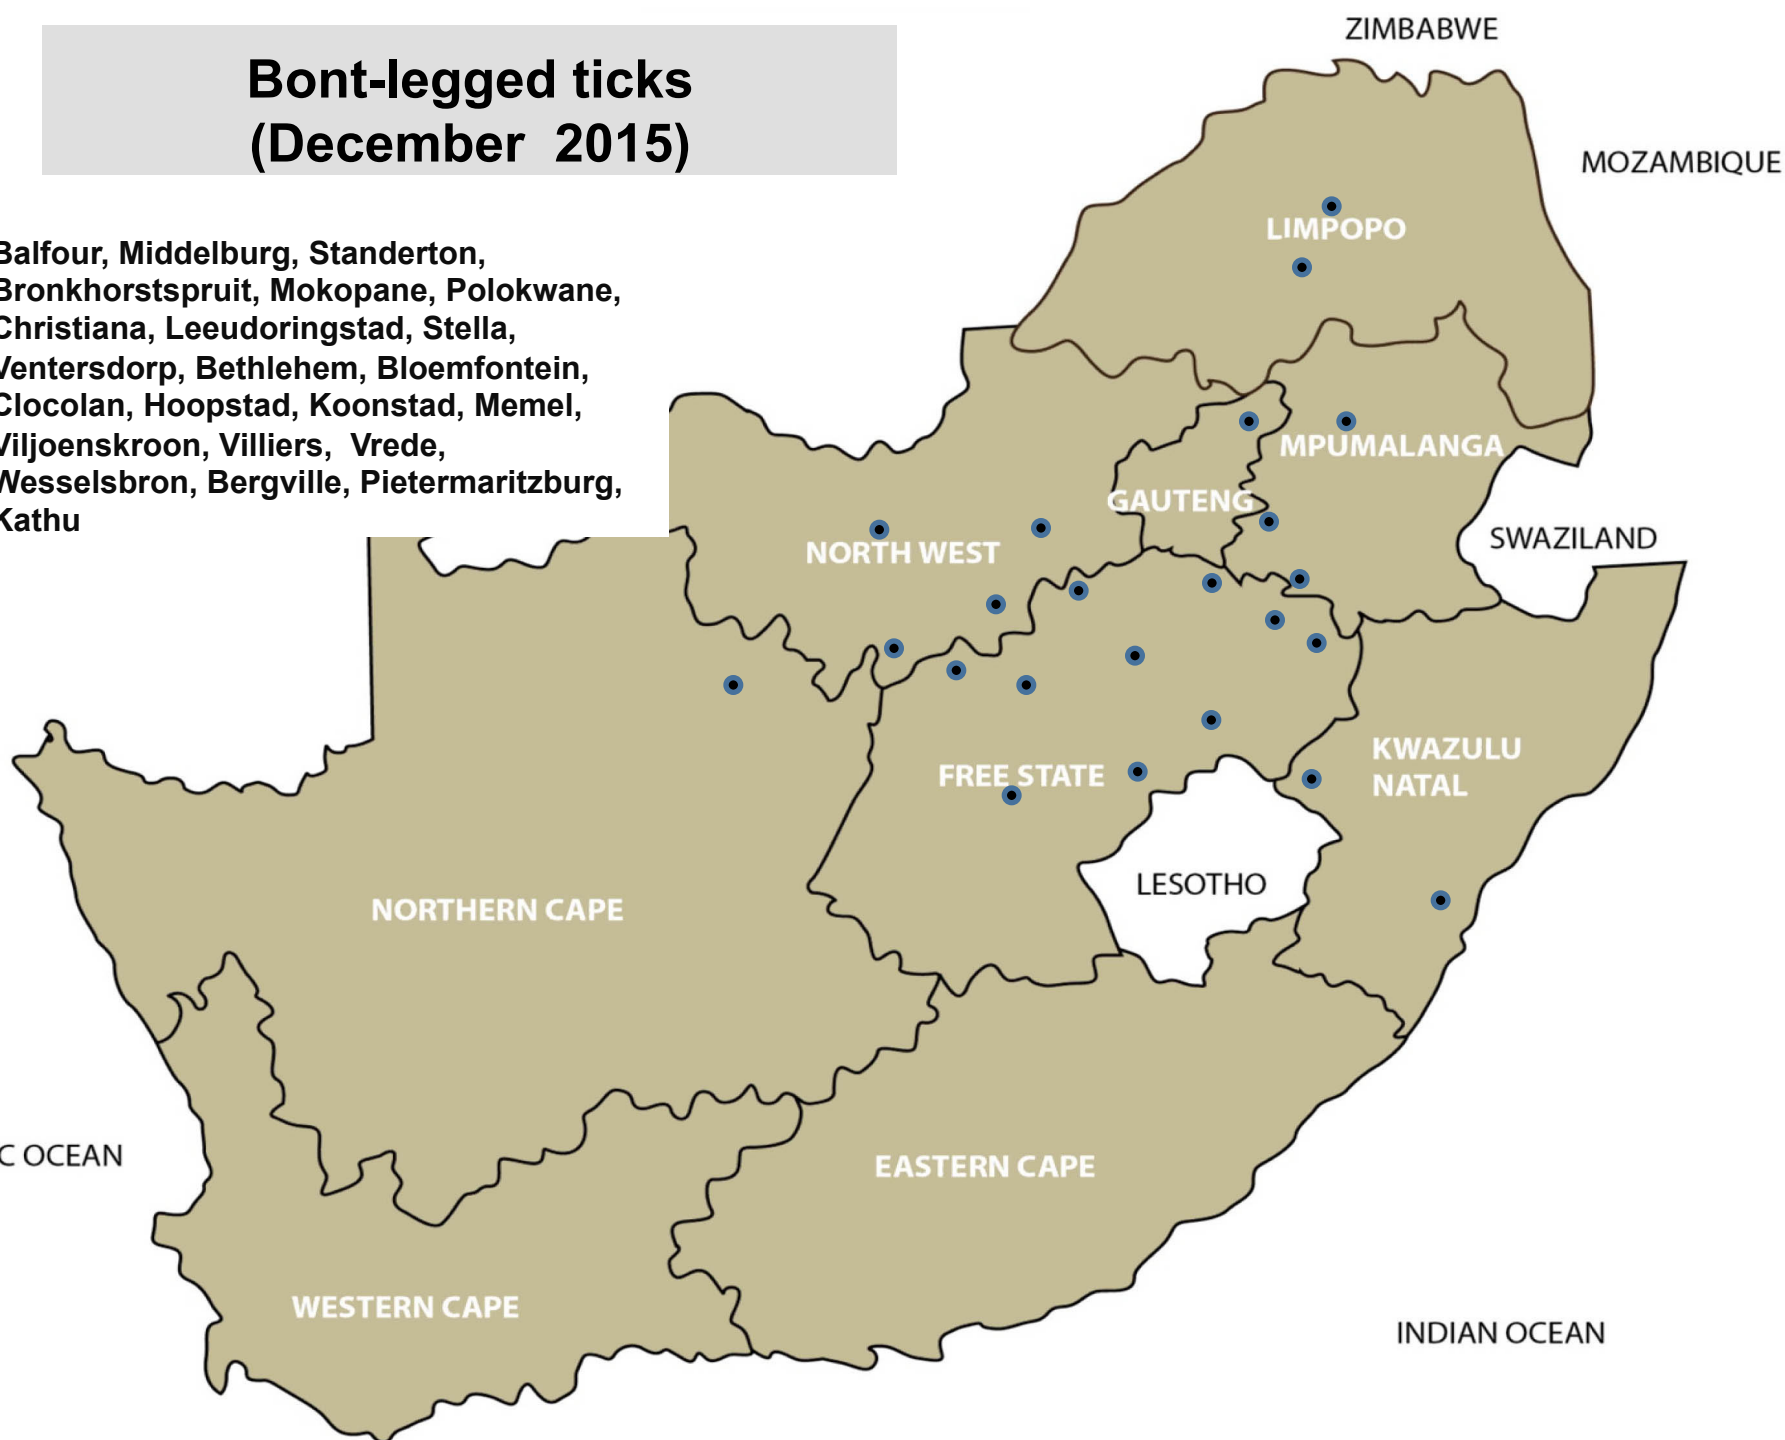 Bont-legged ticks
(December 2015)
Balfour, Middelburg, Standerton,
Bronkhorstspruit, Mokopane, Polokwane,
Christiana, Leeudoringstad, Stella,
Ventersdorp, Bethlehem, Bloemfontein,
Clocolan, Hoopstad, Koonstad, Memel,
Viljoenskroon, Villiers, Vrede,
Wesselsbron, Bergville, Pietermaritzburg,
Kathu
ZIMBABWE
MOZAMBIQUE
LIMPOPO
MPUMALANGA
GAUTENG
SWAZILAND
NORTH WEST
KWAZULU
NATAL
FREE STATE
LESOTHO
NORTHERN CAPE
C OCEAN
EASTERN CAPE
WESTERN CAPE
INDIAN OCEAN